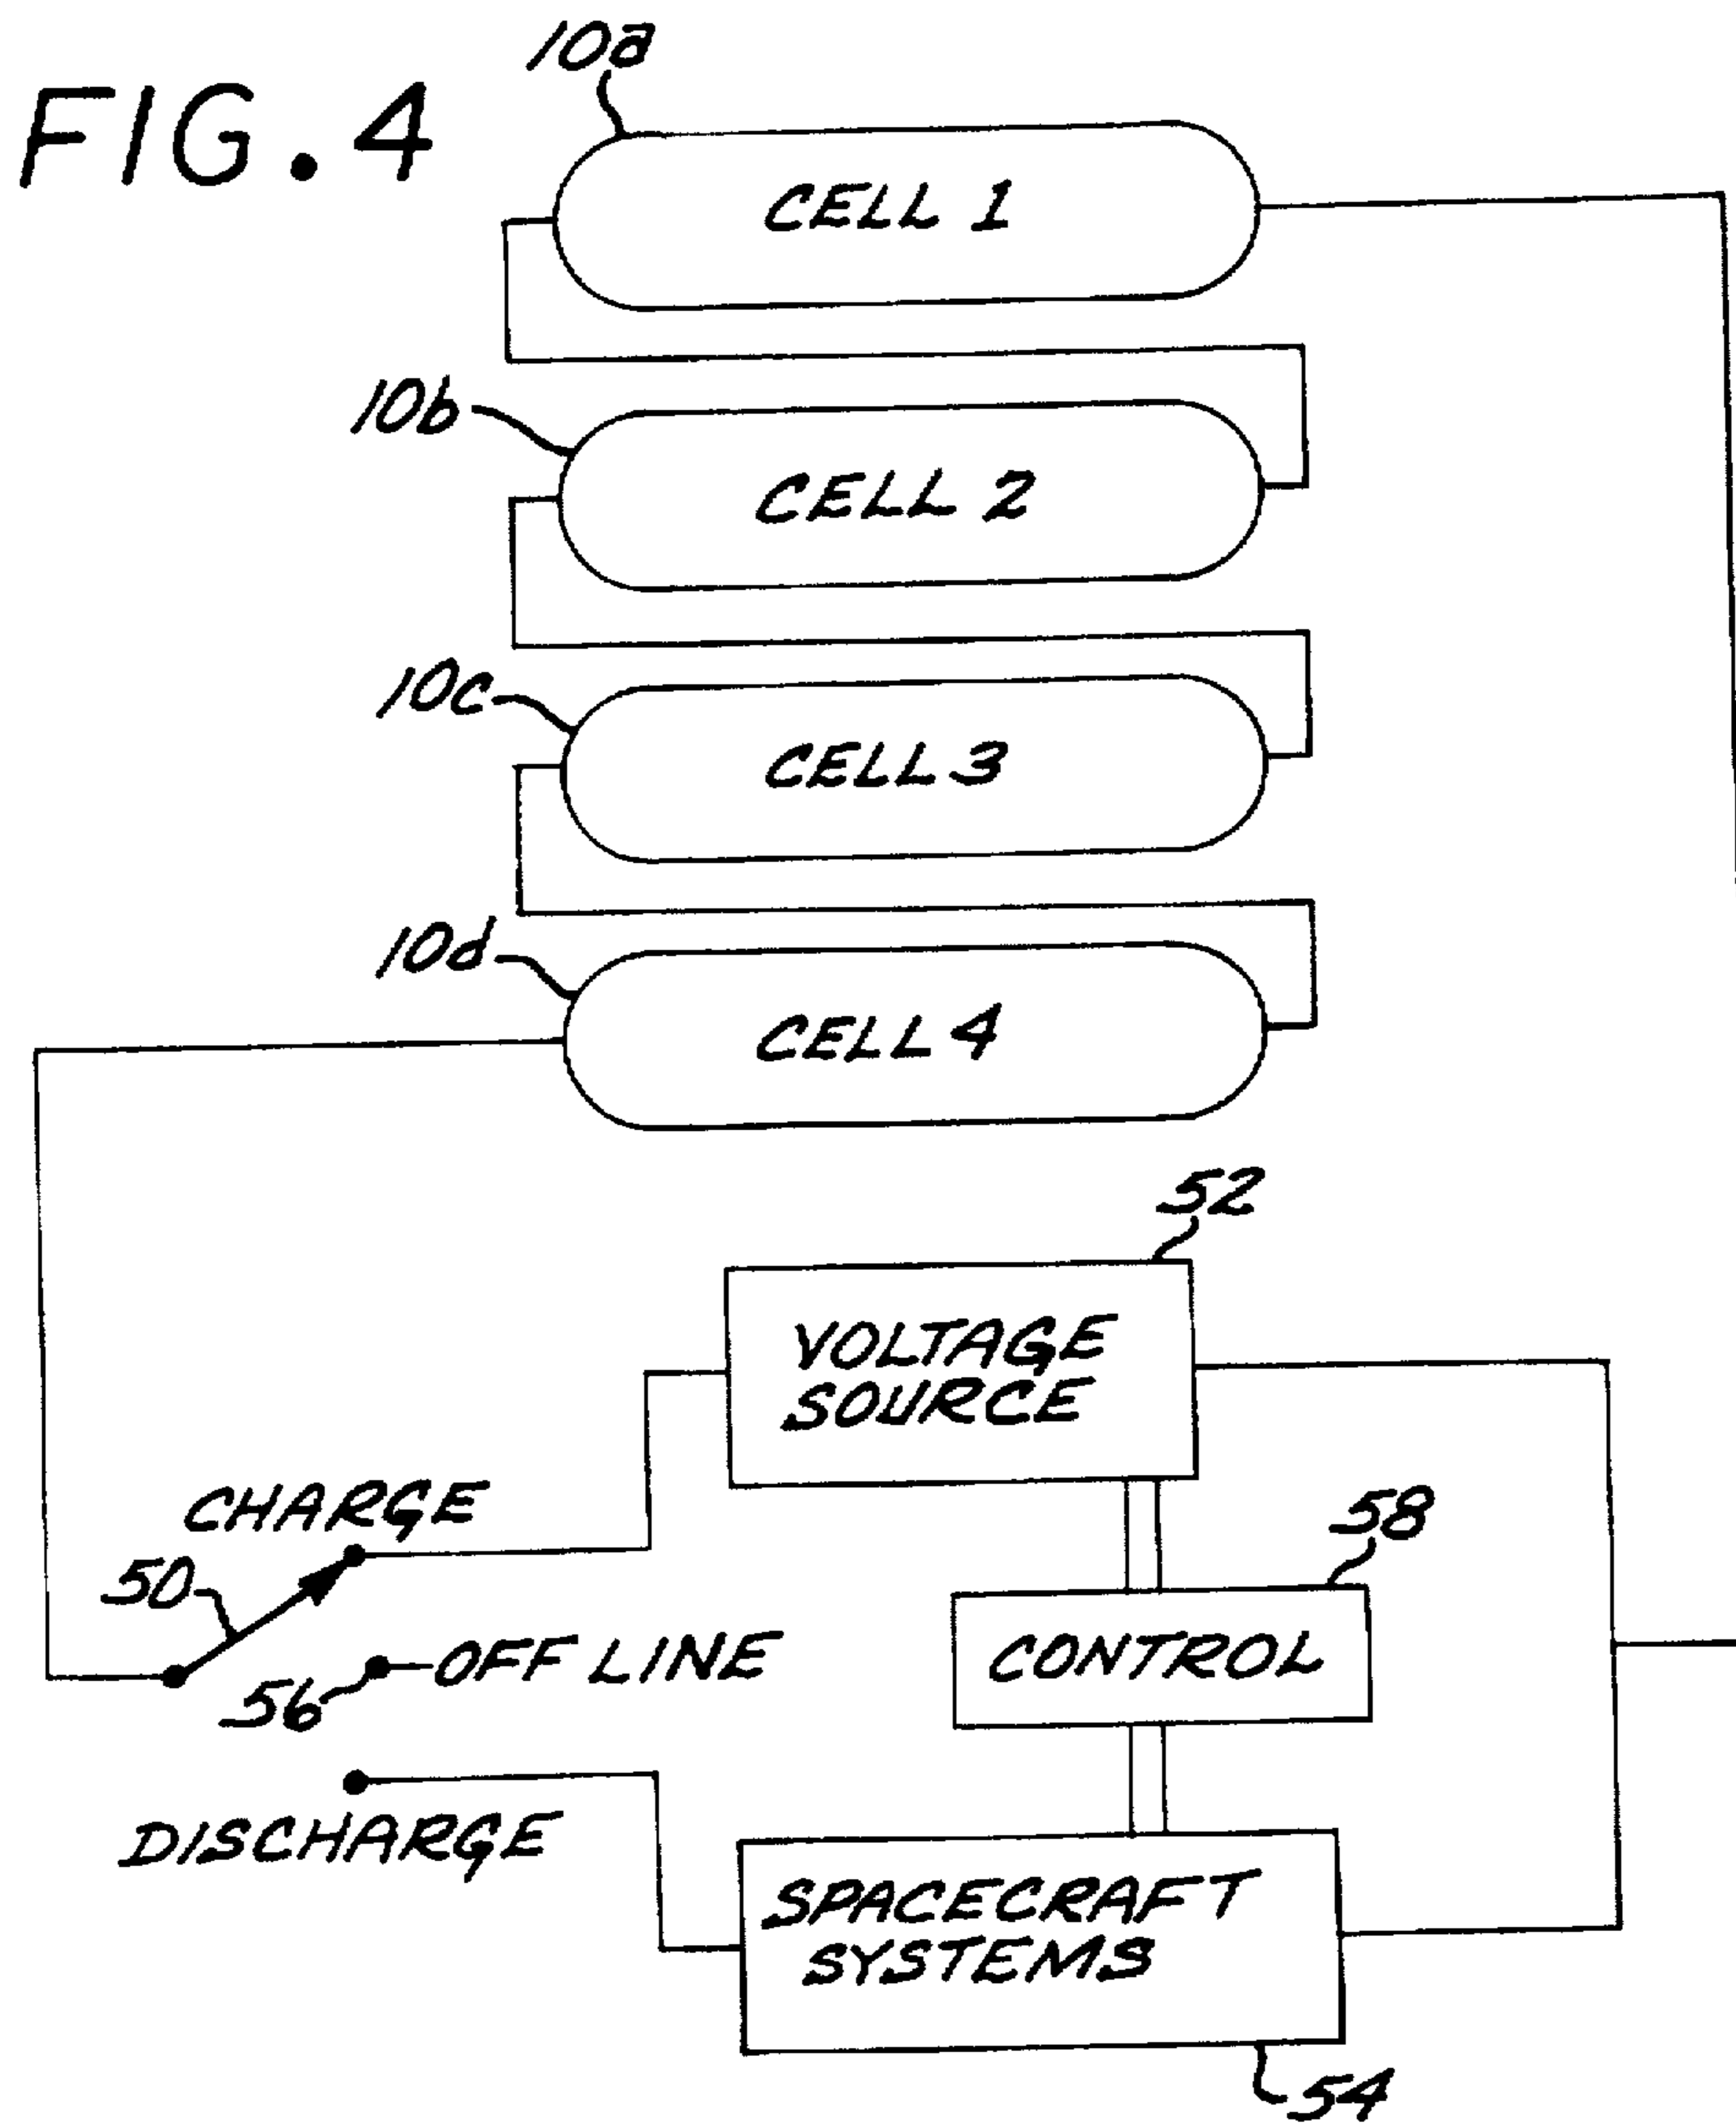 FIG. 4
10a
CELL 1
10b
CELL 2
10c
CELL 3
10d
CELL 4
52
VOLTAGE
SOURCE
CHARGE
58
50
CONTROL
OFF LINE
56
DISCHARGE
SPACECRAFT
SYSTEMS
54